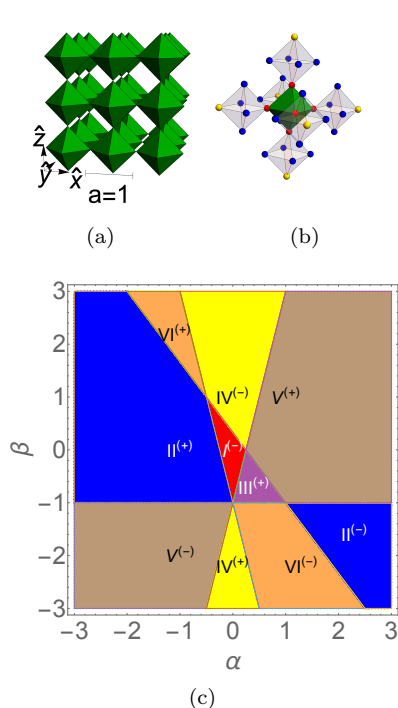 ẑ
ŷ x̂
a=1
(a) (b)
3
VI(+)
2
1
IV(-) V(+)
β 0
II(+) I(-)
III(+)
-1
II(-)
-2
V(-) IV(+) VI(-)
-3
-3 -2 -1 0 1 2 3
α
(c)